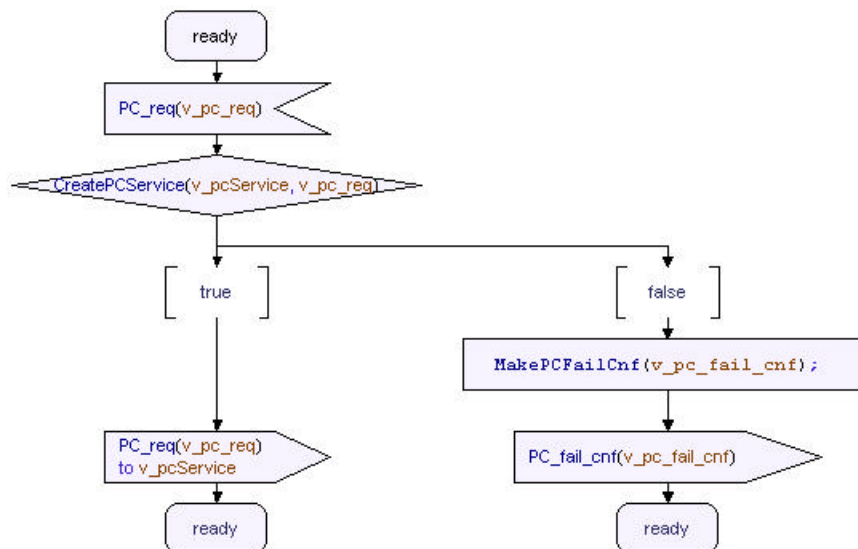 ready
PC_req(v_pc_req)
CreatePCService(v_pcService, v_pc_req)
true
false
MakePCFailCnf(v_pc_fail_cnf);
PC_req(v_pc_req)
to v_pcService
PC_fail_cnf(v_pc_fail_cnf)
ready
ready